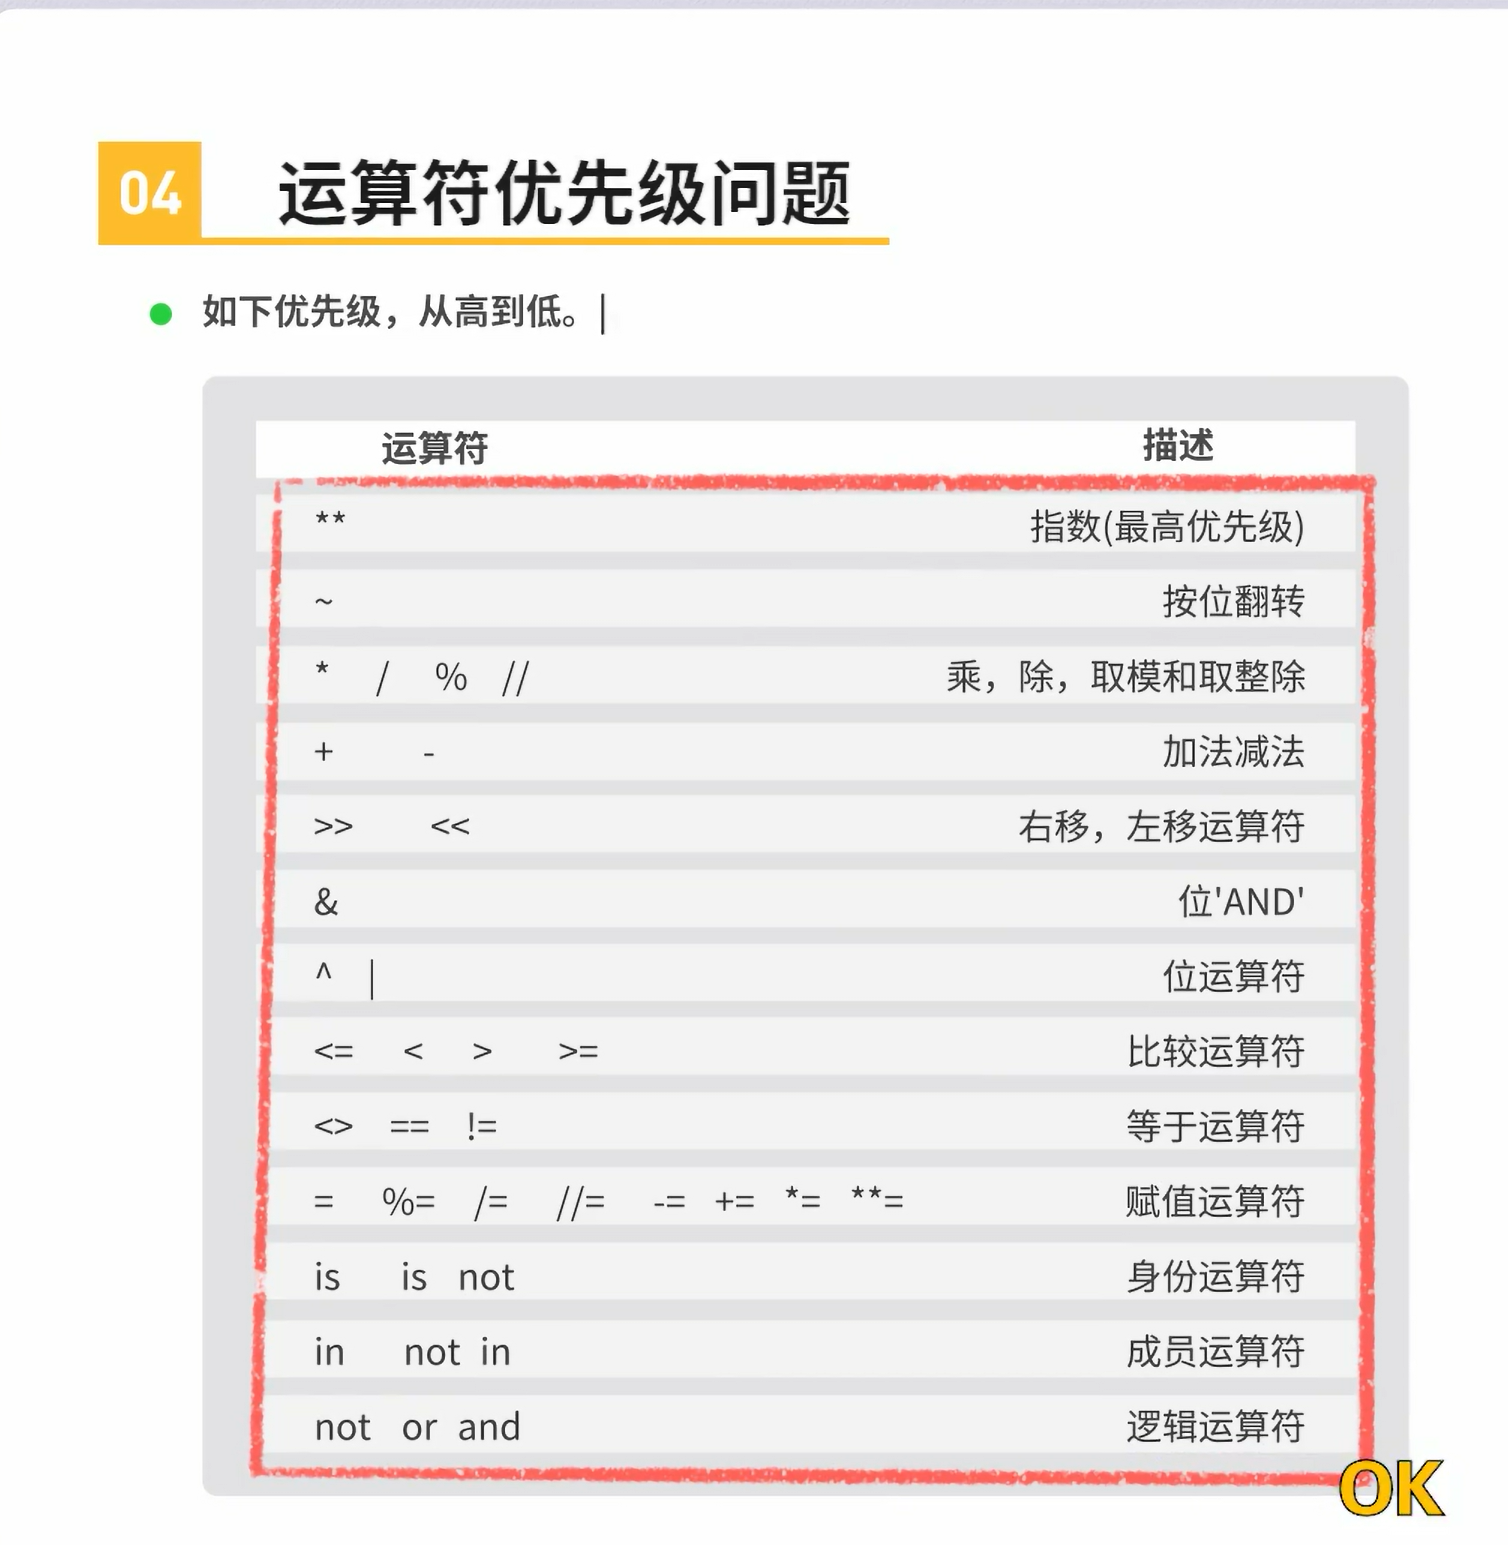 04 运算符优先级问题
如下优先级，从高到低。|
运算符 描述
** 指数(最高优先级)
~ 按位翻转
* / % // 乘，除，取模和取整除
+ - 加法减法
>> << 右移，左移运算符
& 位'AND'
^ | 位运算符
<= < > >= 比较运算符
<> == != 等于运算符
= %= /= //= -= += *= **= 赋值运算符
is is not 身份运算符
in not in 成员运算符
not or and 逻辑运算符
OK